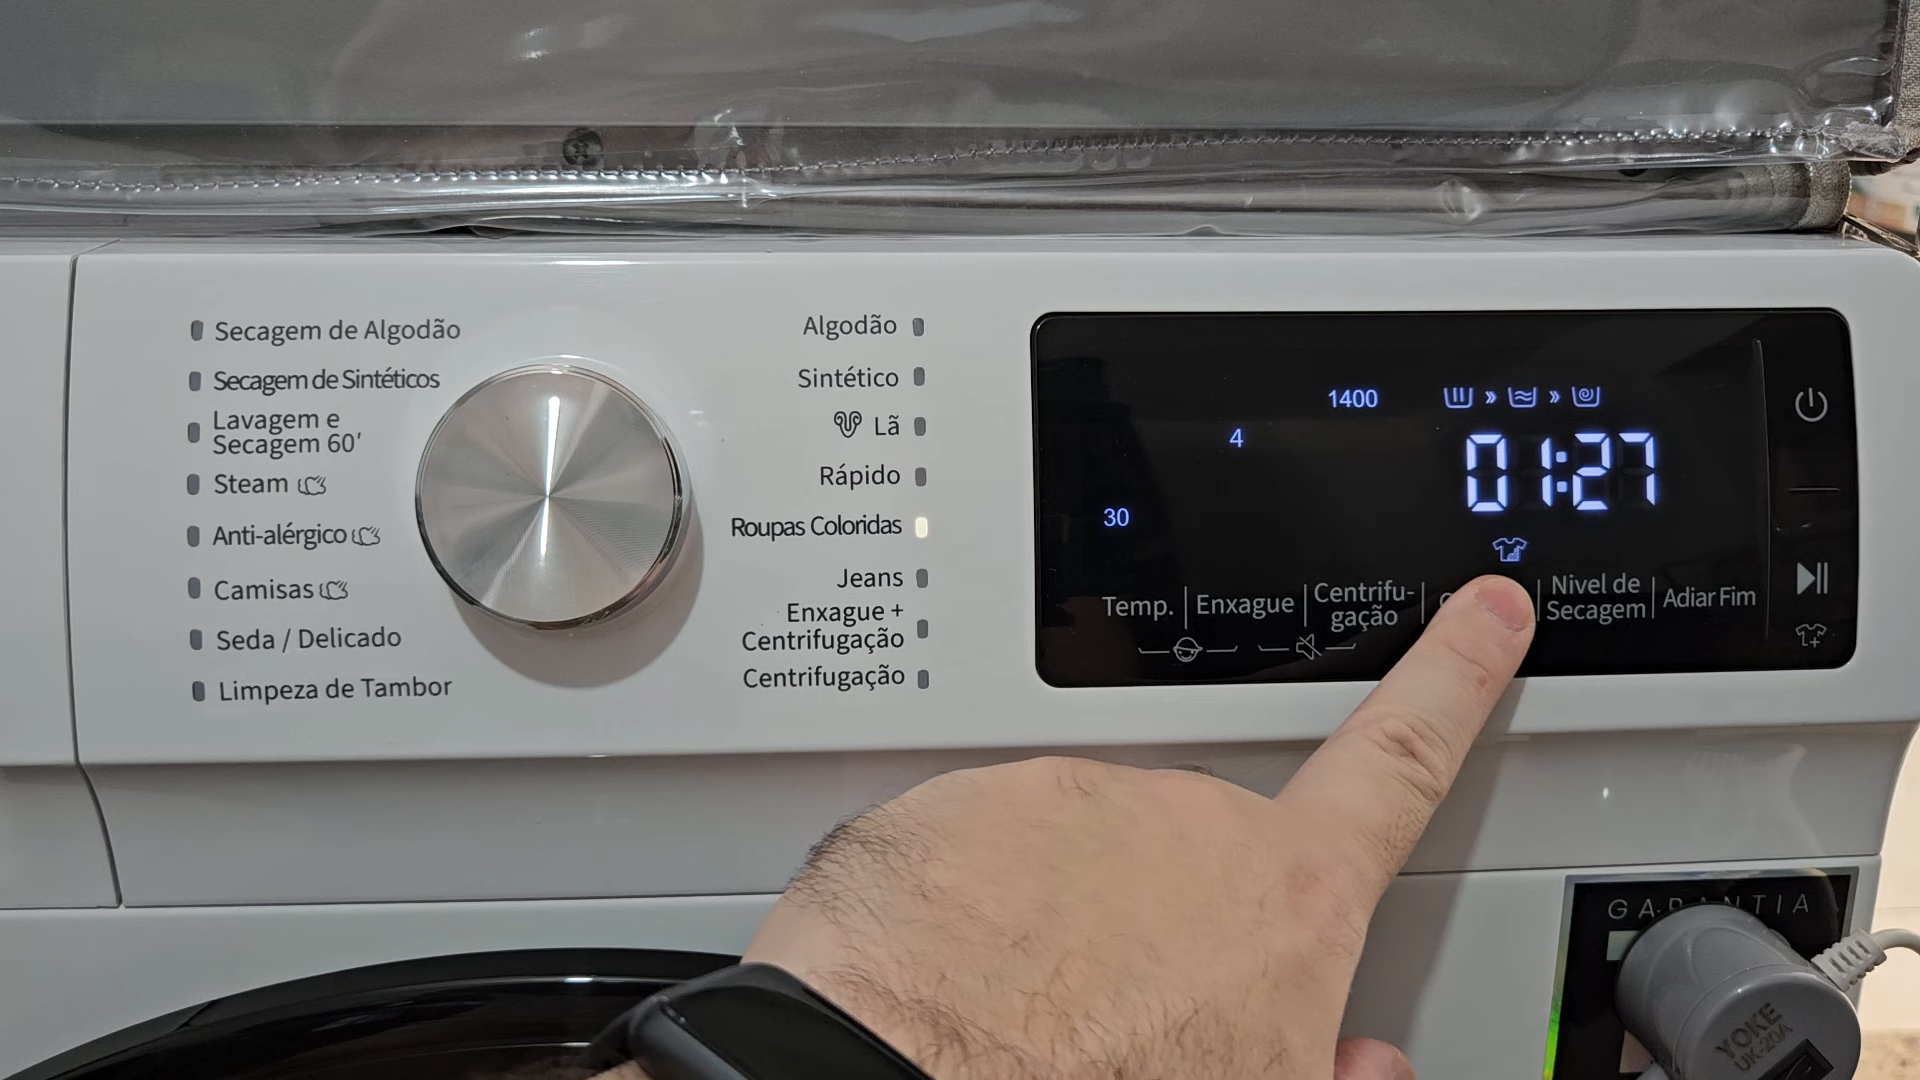 Secagem de Algodão
Secagem de Sintéticos
Lavagem e
Secagem 60'
Steam
Anti-alérgico
Camisas
Seda / Delicado
Limpeza de Tambor
Algodão
Sintético
Lã
Rápido
Roupas Coloridas
Jeans
Enxague +
Centrifugação
Centrifugação
1400
4
01:27
30
Temp.
Enxague
Centrifu-
gação
Nivel de
Secagem
Adiar Fim
GARANTIA
YOKE
UK-20A